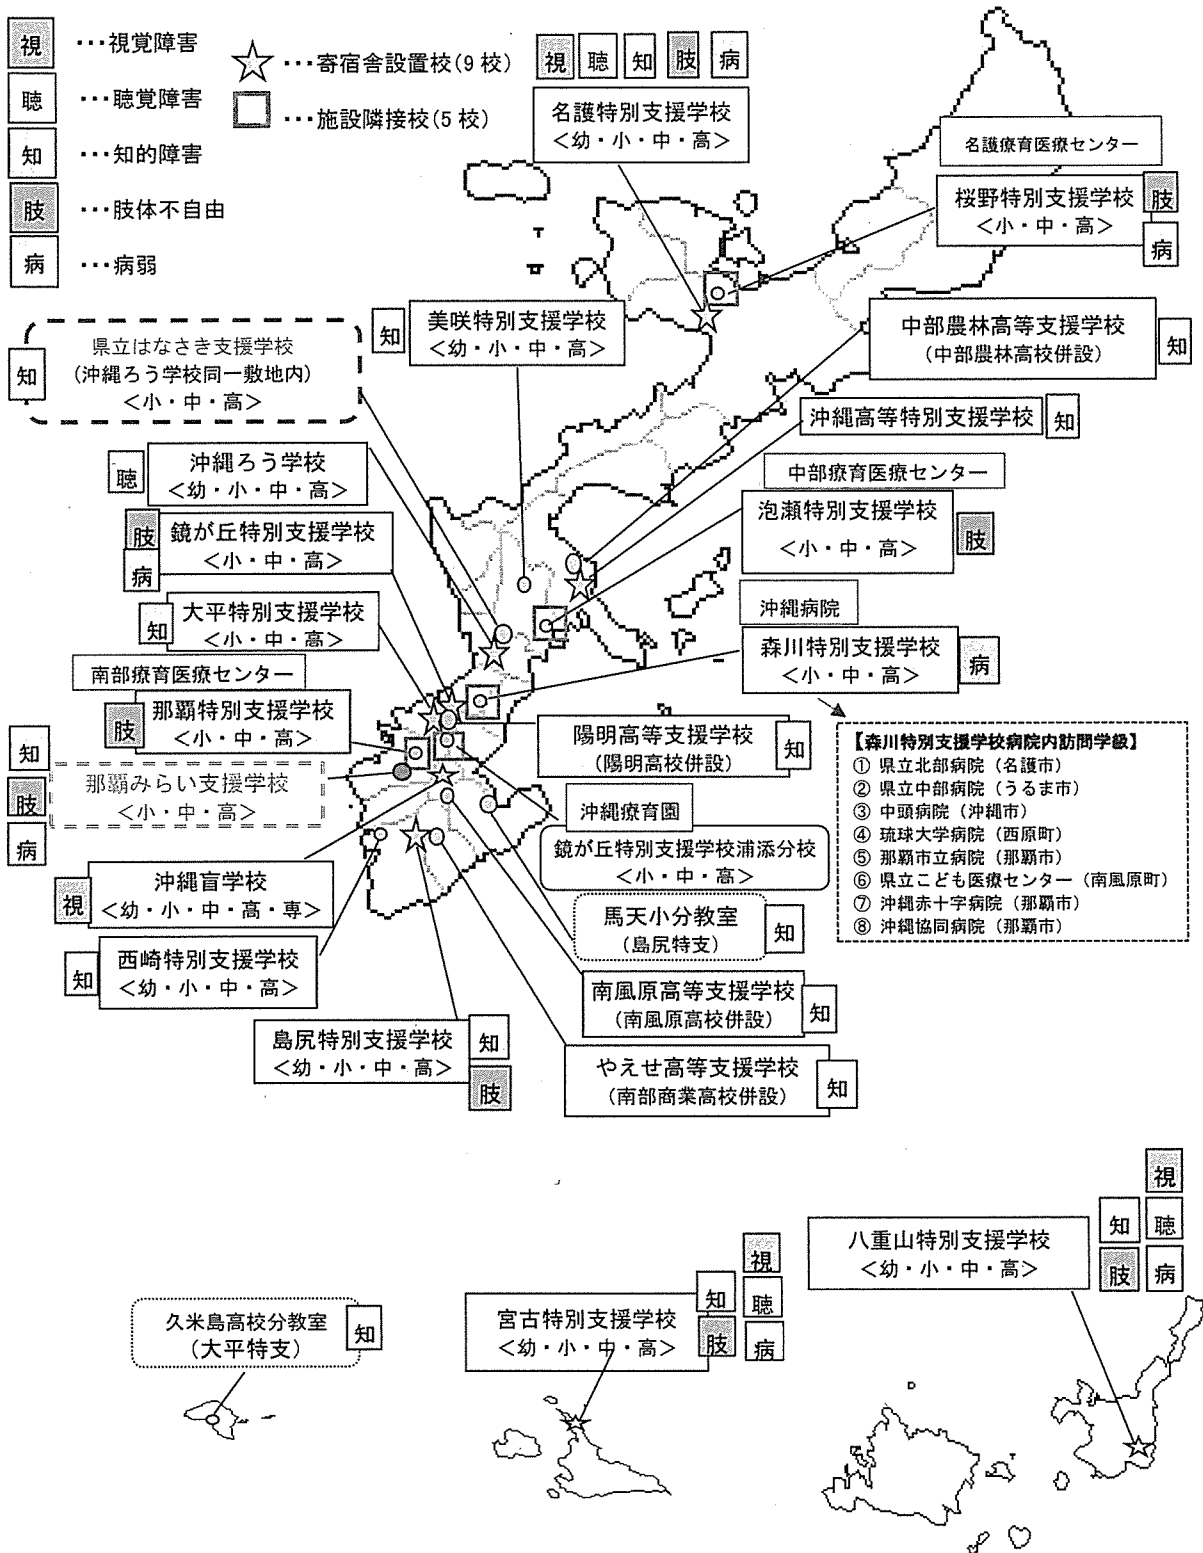 視 ・・・視覚障害
聴 ・・・聴覚障害
知 ・・・知的障害
肢 ・・・肢体不自由
病 ・・・病弱
☆ ・・・寄宿舎設置校(9校)
□ ・・・施設隣接校(5校)
視 聴 知 肢 病
名護特別支援学校
<幼・小・中・高>
名護療育医療センター
桜野特別支援学校
<小・中・高>
肢
病
知
美咲特別支援学校
<幼・小・中・高>
中部農林高等支援学校
(中部農林高校併設)
知
知
県立はなさき支援学校
(沖縄ろう学校同一敷地内)
<小・中・高>
沖縄高等特別支援学校
知
聴
沖縄ろう学校
<幼・小・中・高>
中部療育医療センター
泡瀬特別支援学校
<小・中・高>
肢
肢
病
鏡が丘特別支援学校
<小・中・高>
沖縄病院
森川特別支援学校
<小・中・高>
病
知
大平特別支援学校
<小・中・高>
南部療育医療センター
肢
那覇特別支援学校
<小・中・高>
知
肢
病
那覇みらい支援学校
<小・中・高>
陽明高等支援学校
(陽明高校併設)
知
【森川特別支援学校病院内訪問学級】
① 県立北部病院(名護市)
② 県立中部病院(うるま市)
③ 中頭病院(沖縄市)
④ 琉球大学病院(西原町)
⑤ 那覇市立病院(那覇市)
⑥ 県立こども医療センター(南風原町)
⑦ 沖縄赤十字病院(那覇市)
⑧ 沖縄協同病院(那覇市)
沖縄療育園
鏡が丘特別支援学校浦添分校
<小・中・高>
視
沖縄盲学校
<幼・小・中・高・専>
馬天小分教室
(島尻特支)
知
知
西崎特別支援学校
<幼・小・中・高>
南風原高等支援学校
(南風原高校併設)
知
島尻特別支援学校
<幼・小・中・高>
知
肢
やえせ高等支援学校
(南部商業高校併設)
知
久米島高校分教室
(大平特支)
知
宮古特別支援学校
<幼・小・中・高>
視
知 聴
肢 病
八重山特別支援学校
<幼・小・中・高>
視
知 聴
肢 病